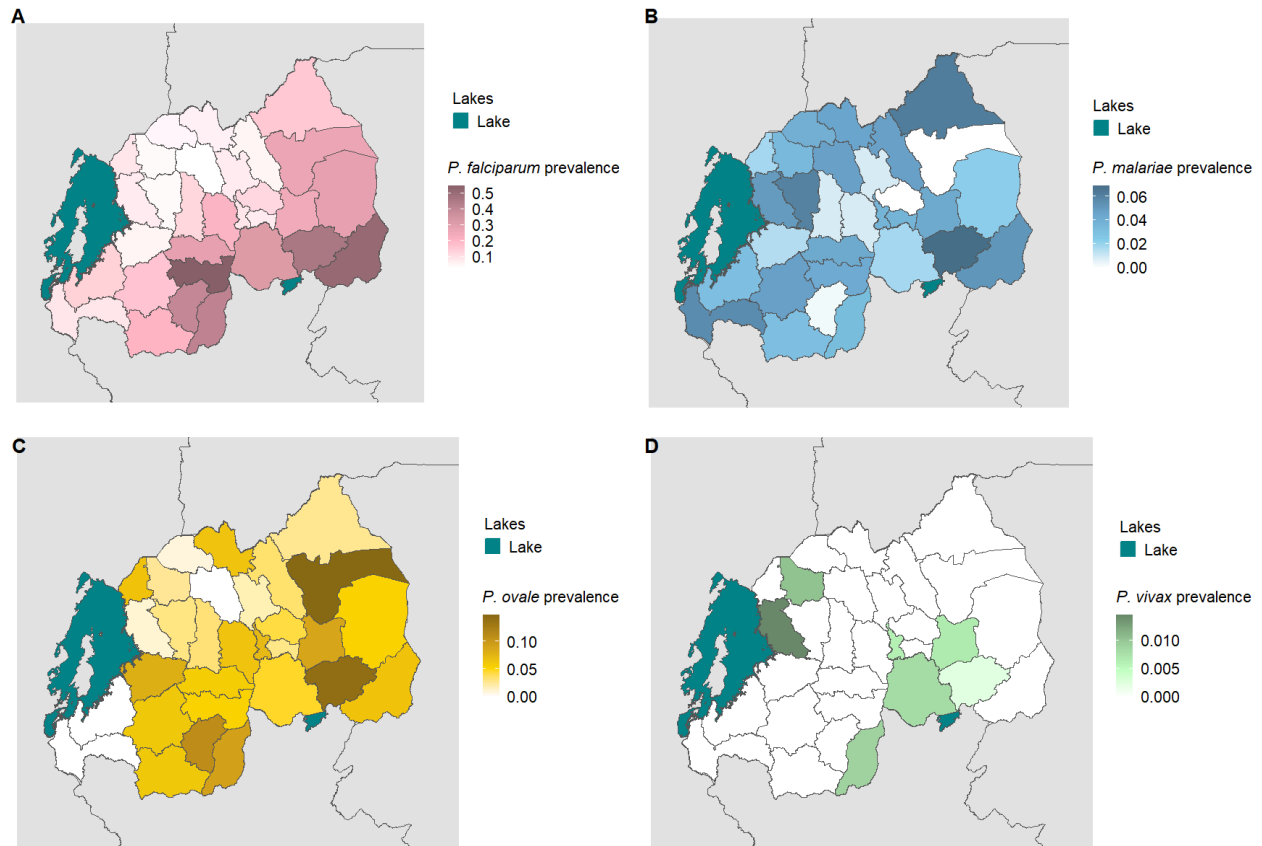 A
Lakes
Lake
P. falciparum prevalence
0.5
0.4
0.3
0.2
0.1
B
Lakes
Lake
P. malariae prevalence
0.06
0.04
0.02
0.00
C
Lakes
Lake
P. ovale prevalence
0.10
0.05
0.00
D
Lakes
Lake
P. vivax prevalence
0.010
0.005
0.000